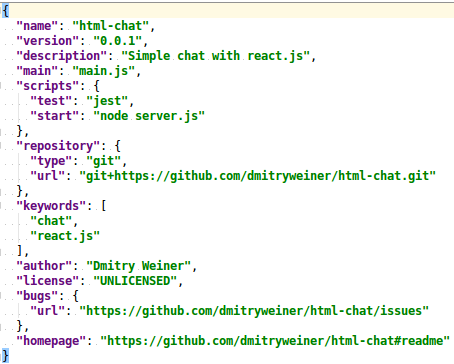 {
  "name": "html-chat",
  "version": "0.0.1",
  "description": "Simple chat with react.js",
  "main": "main.js",
  "scripts": {
    "test": "jest",
    "start": "node server.js"
  },
  "repository": {
    "type": "git",
    "url": "git+https://github.com/dmitryweiner/html-chat.git"
  },
  "keywords": [
    "chat",
    "react.js"
  ],
  "author": "Dmitry Weiner",
  "license": "UNLICENSED",
  "bugs": {
    "url": "https://github.com/dmitryweiner/html-chat/issues"
  },
  "homepage": "https://github.com/dmitryweiner/html-chat#readme"
}